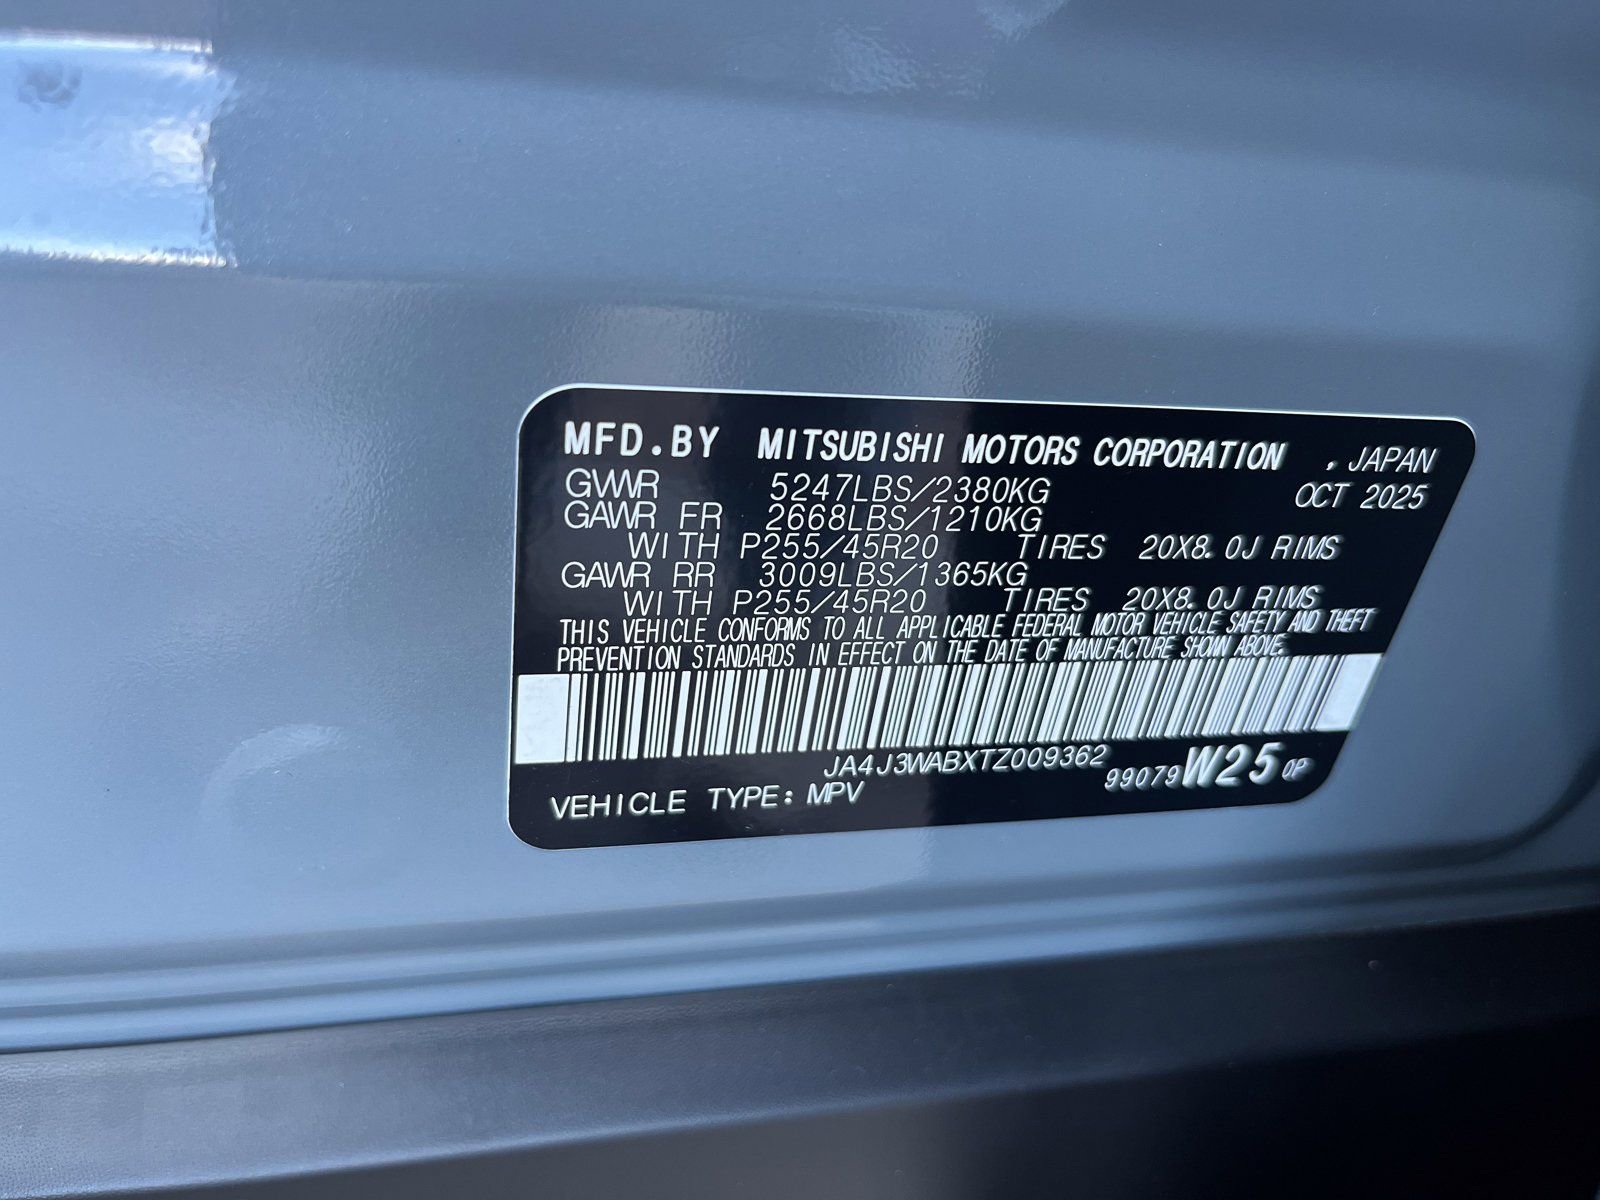 MFD.BY MITSUBISHI MOTORS CORPORATION , JAPAN
GVWR 5247LBS/2380KG OCT 2025
GAWR FR 2668LBS/1210KG
WITH P255/45R20 TIRES 20X8.0J RIMS
GAWR RR 3009LBS/1365KG
WITH P255/45R20 TIRES 20X8.0J RIMS
THIS VEHICLE CONFORMS TO ALL APPLICABLE FEDERAL MOTOR VEHICLE SAFETY AND THEFT
PREVENTION STANDARDS IN EFFECT ON THE DATE OF MANUFACTURE SHOWN ABOVE.
JA4J3WABXTZ009362
VEHICLE TYPE: MPV 99079W25 0P